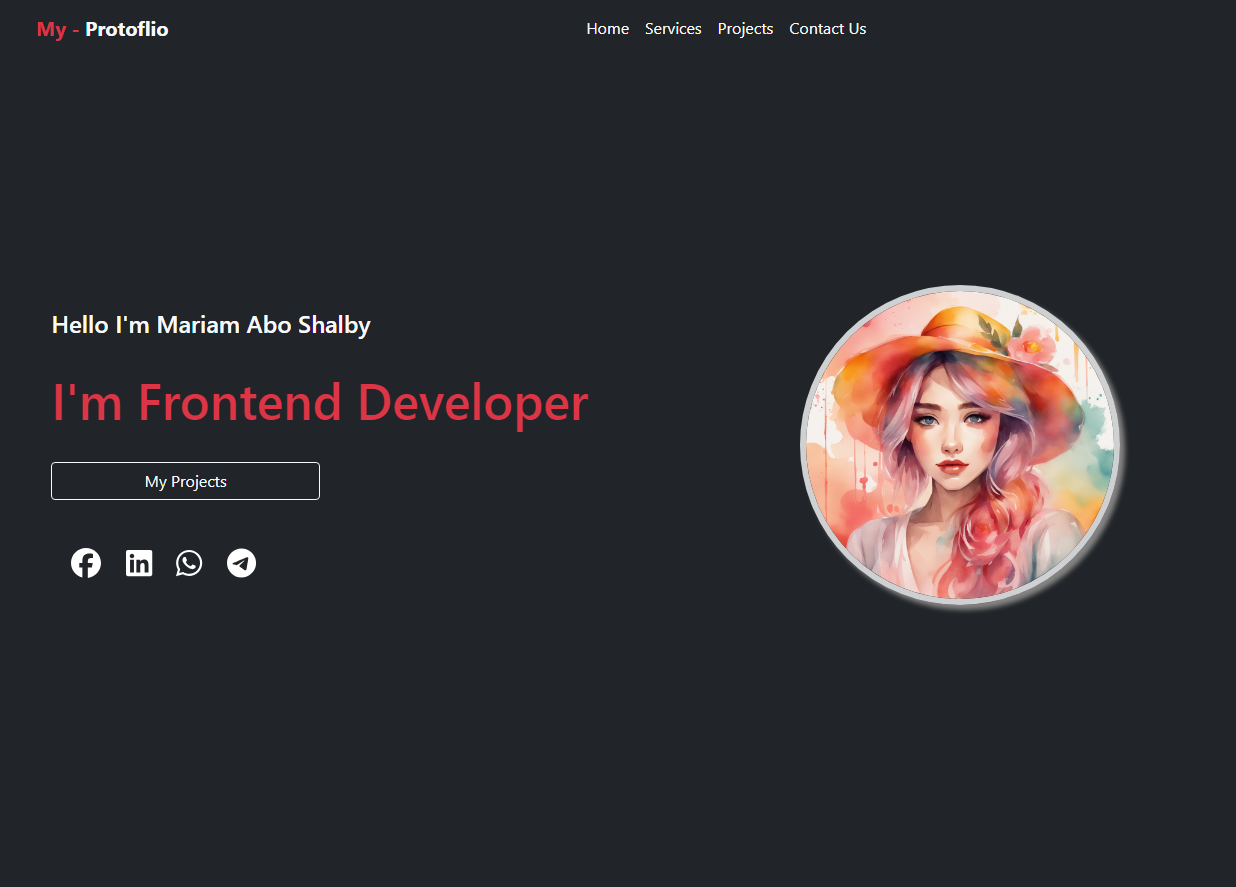 My - Protoflio
Home Services Projects Contact Us
Hello I'm Mariam Abo Shalby
I'm Frontend Developer
My Projects